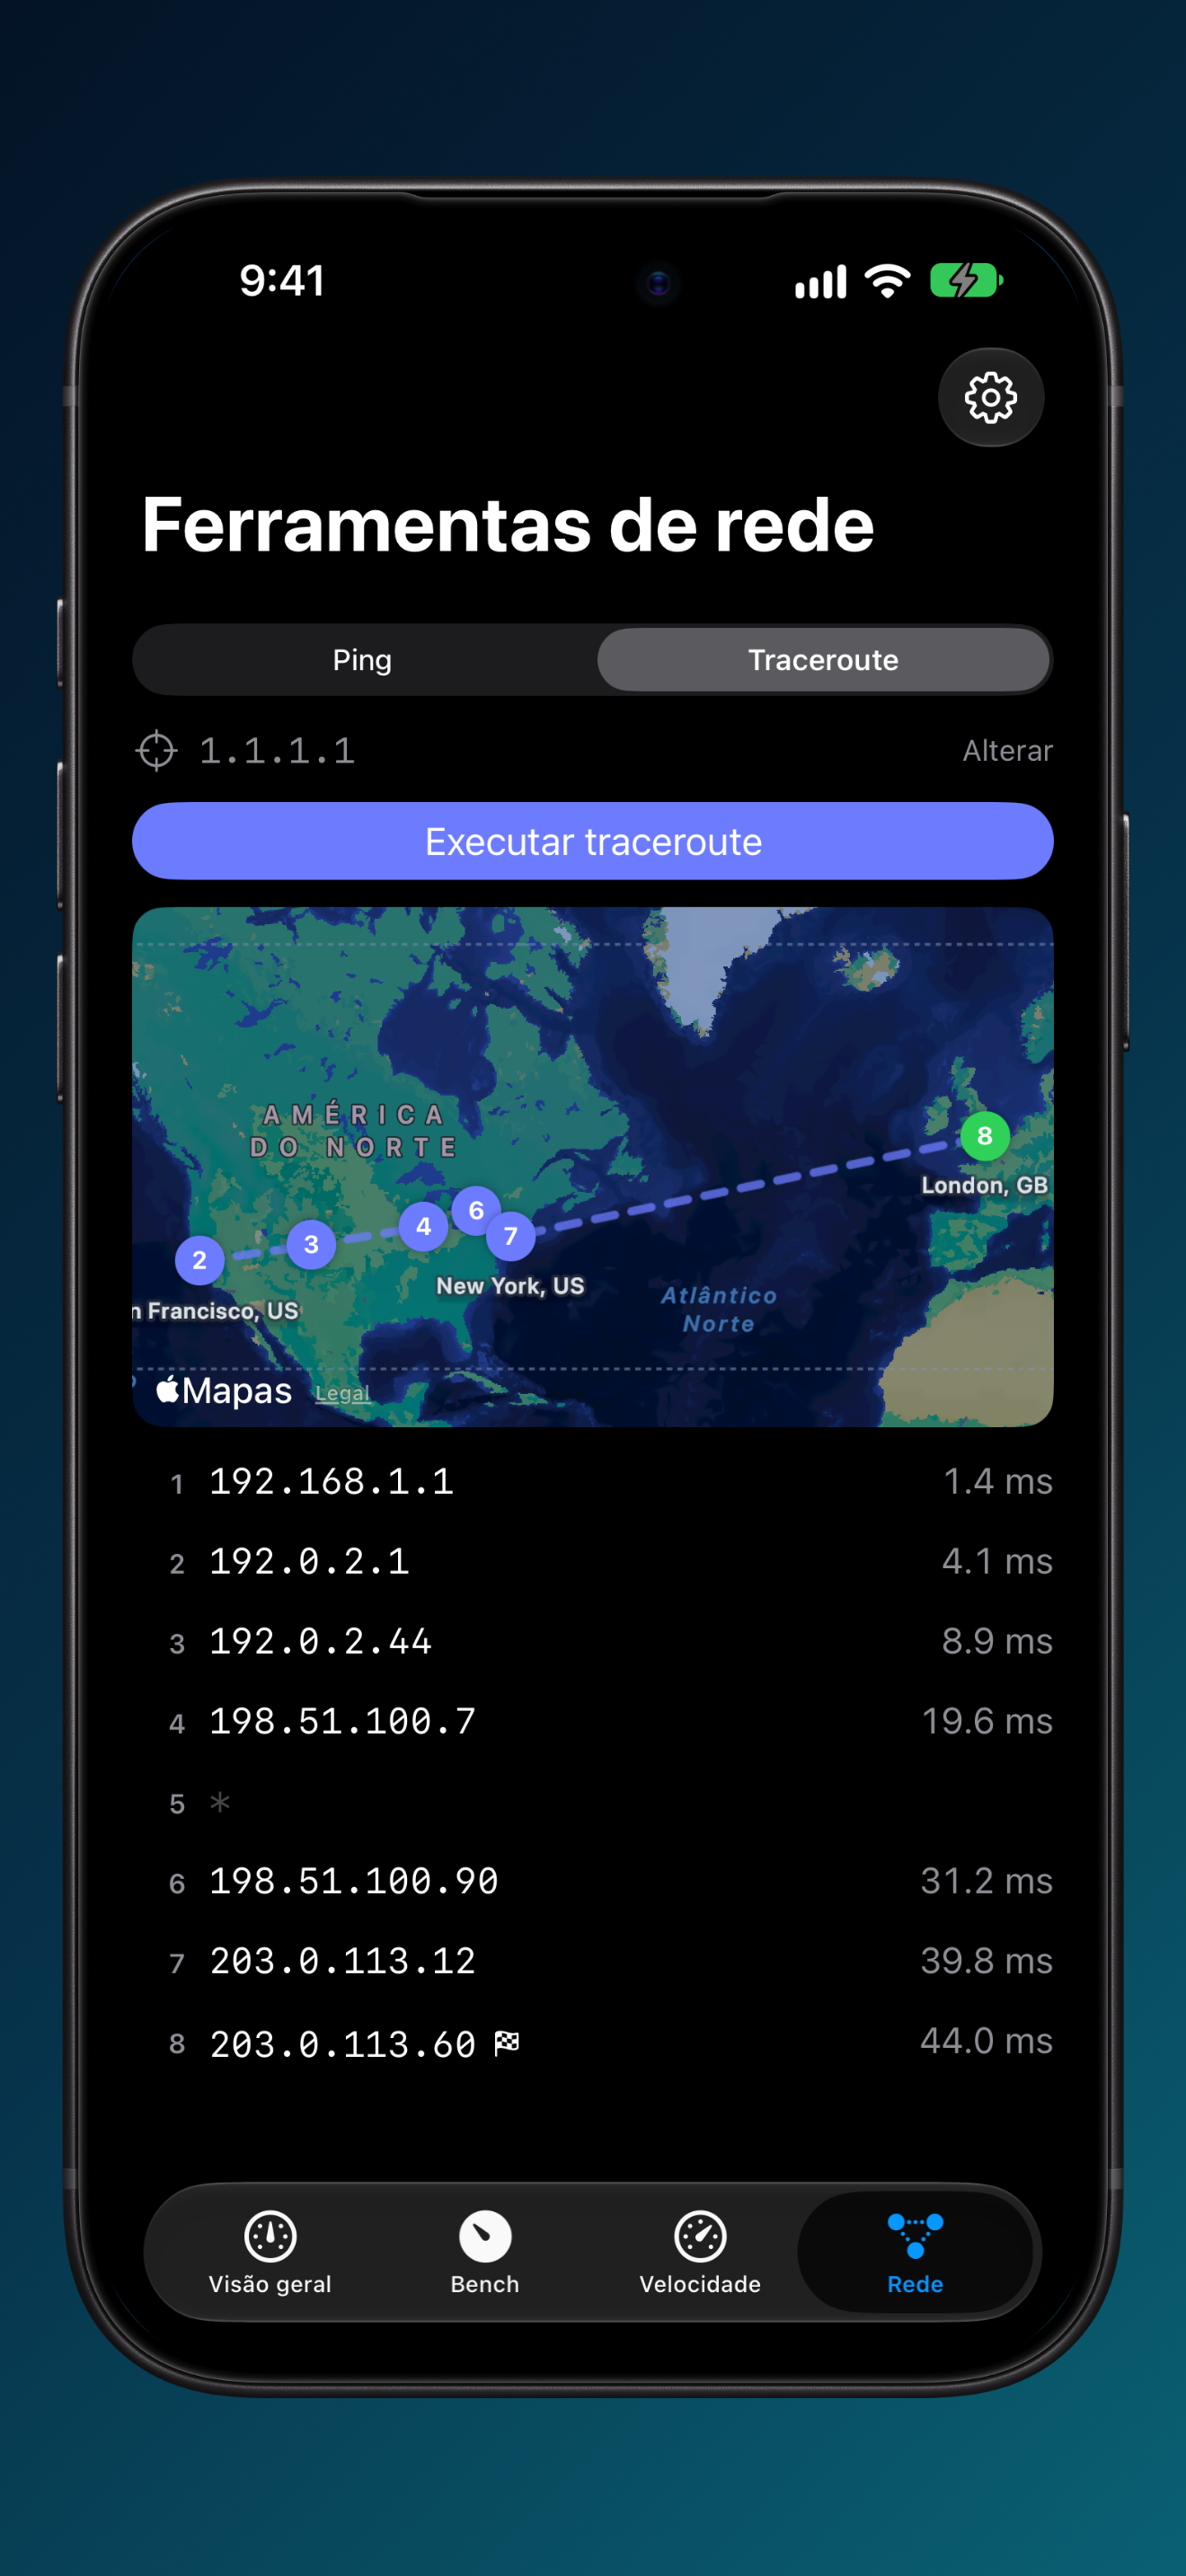 9:41
Ferramentas de rede
Ping
Traceroute
1.1.1.1
Alterar
Executar traceroute
AMÉRICA
DO NORTE
8
London, GB
6
4
7
3
2
New York, US
n Francisco, US
Atlântico
Norte
Mapas
Legal
1 192.168.1.1 1.4 ms
2 192.0.2.1 4.1 ms
3 192.0.2.44 8.9 ms
4 198.51.100.7 19.6 ms
5 *
6 198.51.100.90 31.2 ms
7 203.0.113.12 39.8 ms
8 203.0.113.60 44.0 ms
Visão geral
Bench
Velocidade
Rede